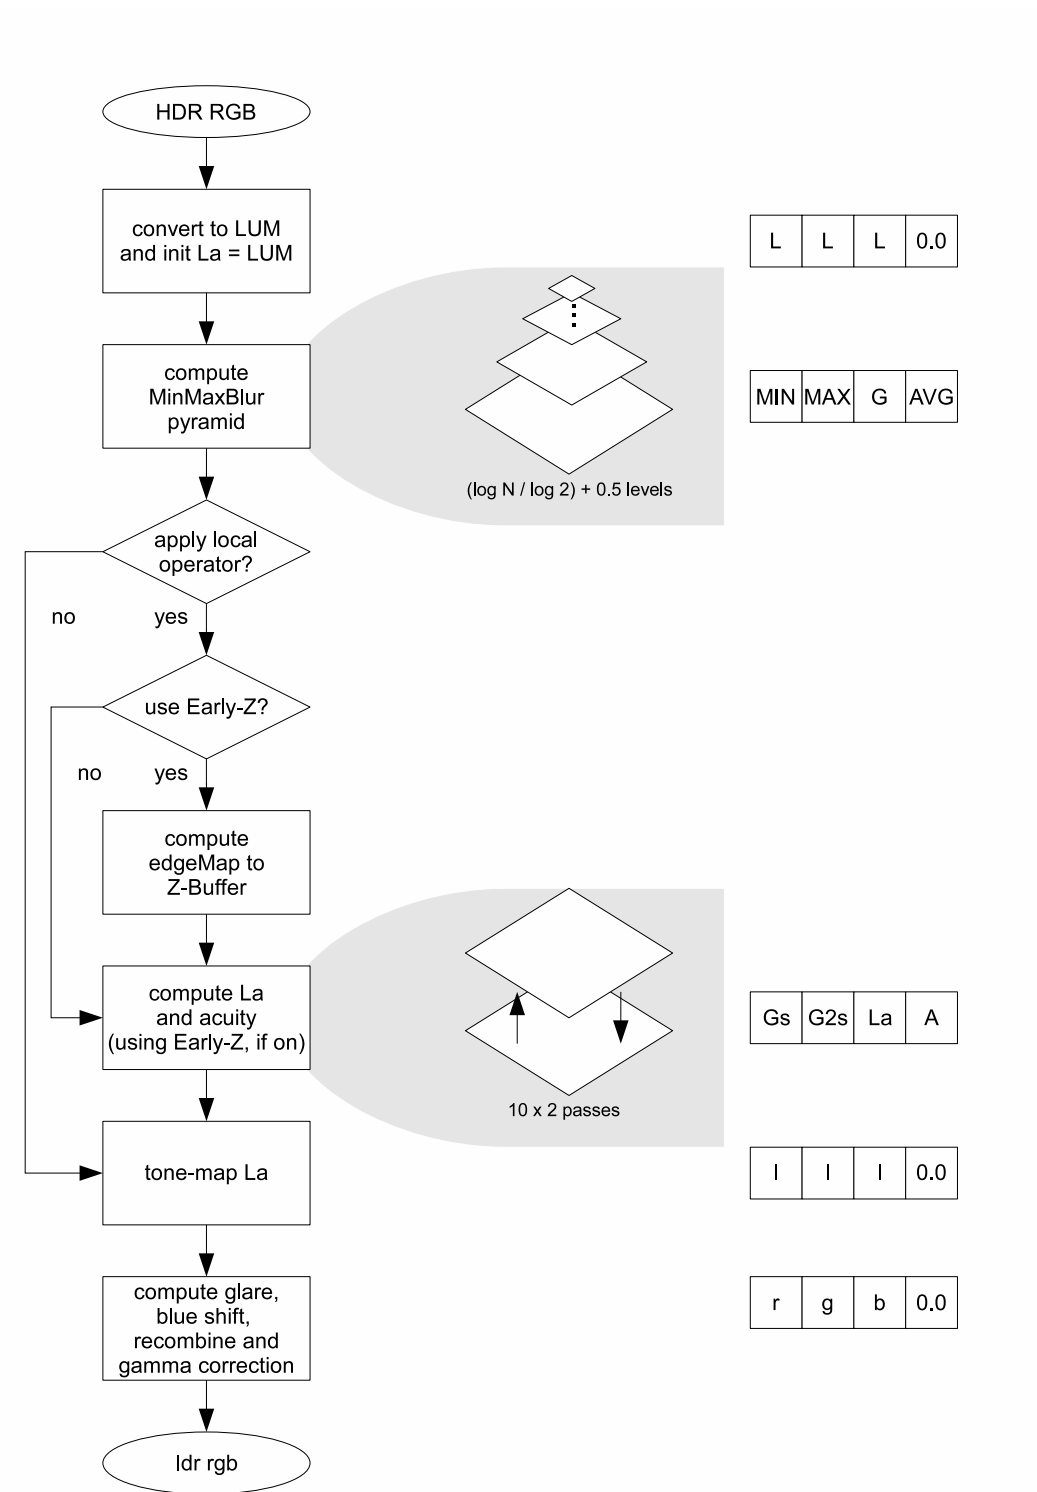 HDR RGB
convert to LUM
and init La = LUM
L L L 0.0
compute
MinMaxBlur
pyramid
MIN MAX G AVG
(log N / log 2) + 0.5 levels
apply local
operator?
no yes
use Early-Z?
no yes
compute
edgeMap to
Z-Buffer
compute La
and acuity
(using Early-Z, if on)
Gs G2s La A
10 x 2 passes
tone-map La
l l l 0.0
compute glare,
blue shift,
recombine and
gamma correction
r g b 0.0
ldr rgb